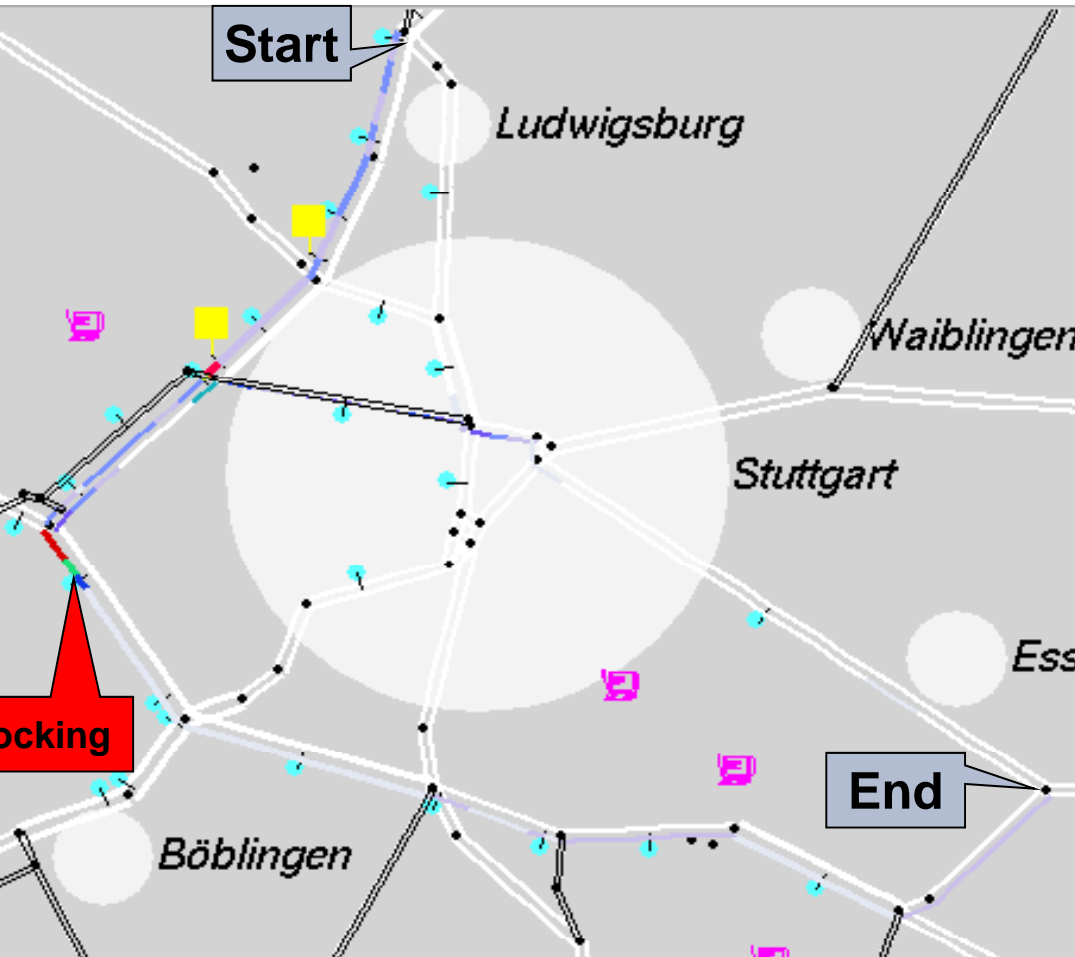 Start
Ludwigsburg
Waiblingen
Stuttgart
Ess
ocking
End
Böblingen